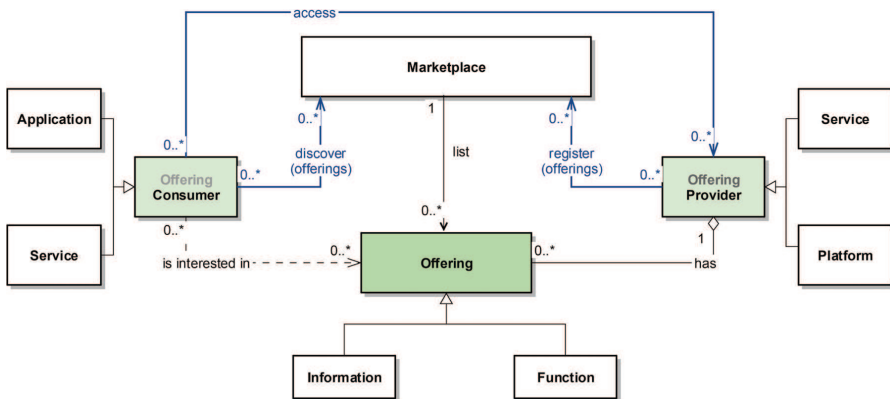 access
Marketplace
Application
Service
0..*
0..*
1
0..*
0..*
discover
(offerings)
list
register
(offerings)
0..*
0..*
Offering
Consumer
Offering
Provider
Service
Platform
0..*
0..*
1
is interested in
0..*
Offering
0..*
has
Information
Function